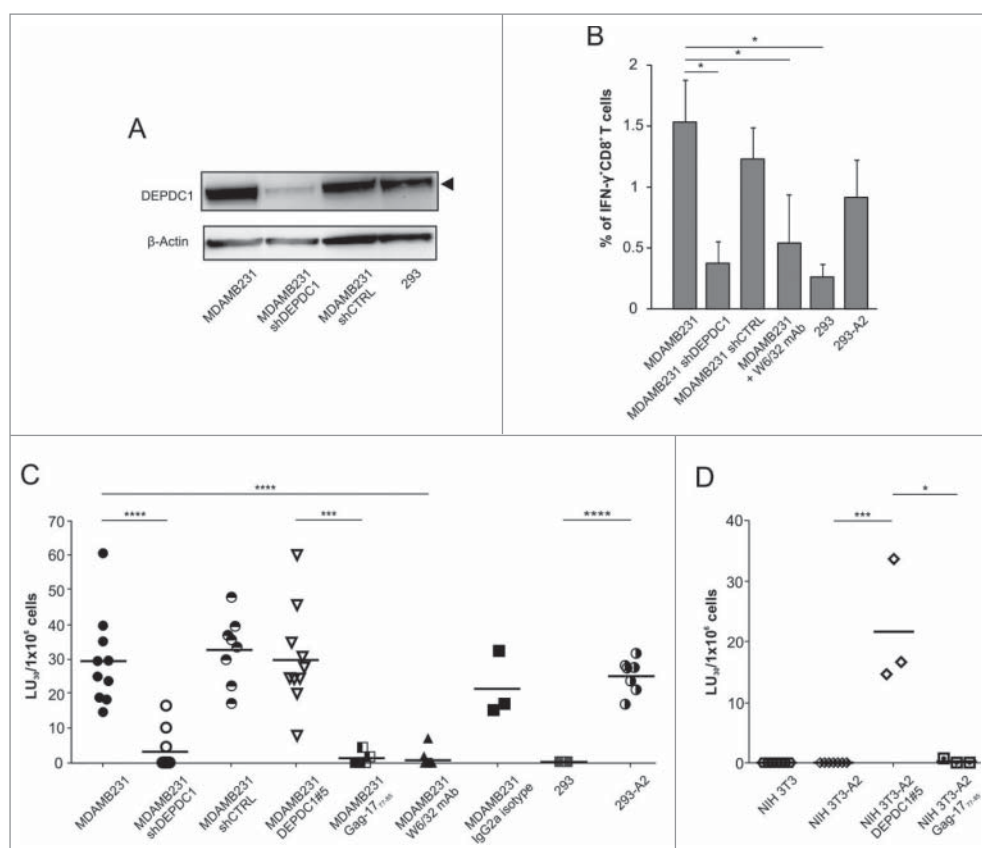 A
DEPDC1
β-Actin
MDAMB231
MDAMB231 shDEPDC1
MDAMB231 shCTRL
293
B
% of IFN-γ+CD8+ T cells
2
1.5
1
0.5
0
*
*
*
MDAMB231
MDAMB231 shDEPDC1
MDAMB231 shCTRL
MDAMB231
+ W6/32 mAb
293
293-A2
C
LU30/1x10⁶ cells
70
60
50
40
30
20
10
0
****
****
***
****
MDAMB231
MDAMB231
shDEPDC1
MDAMB231
shCTRL
MDAMB231
DEPDC1#5
MDAMB231
Gag-17 77-85
MDAMB231
W6/32 mAb
MDAMB231
IgG2a isotype
293
293-A2
D
LU30/1x10⁶ cells
40
30
20
10
0
***
*
NIH 3T3
NIH 3T3-A2
NIH 3T3-A2
DEPDC1#5
NIH 3T3-A2
Gag-17 77-85